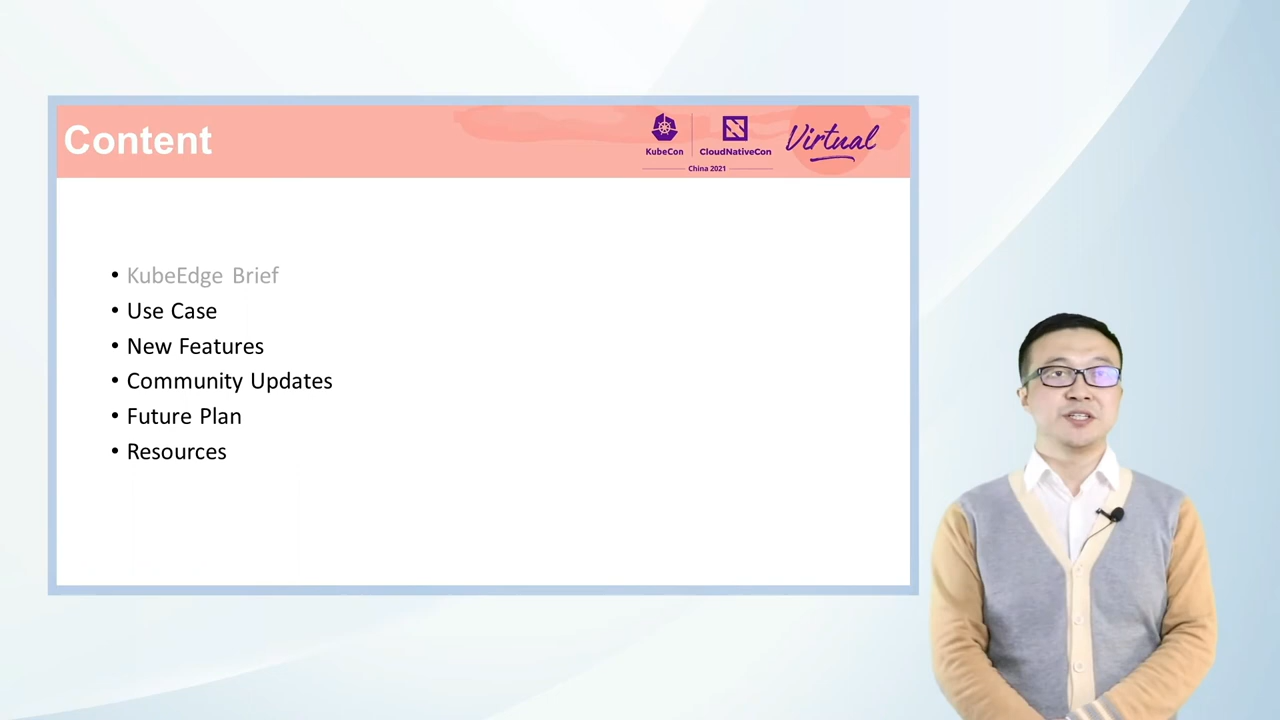 Content
KubeCon
CloudNativeCon
China 2021
Virtual
• KubeEdge Brief
• Use Case
• New Features
• Community Updates
• Future Plan
• Resources